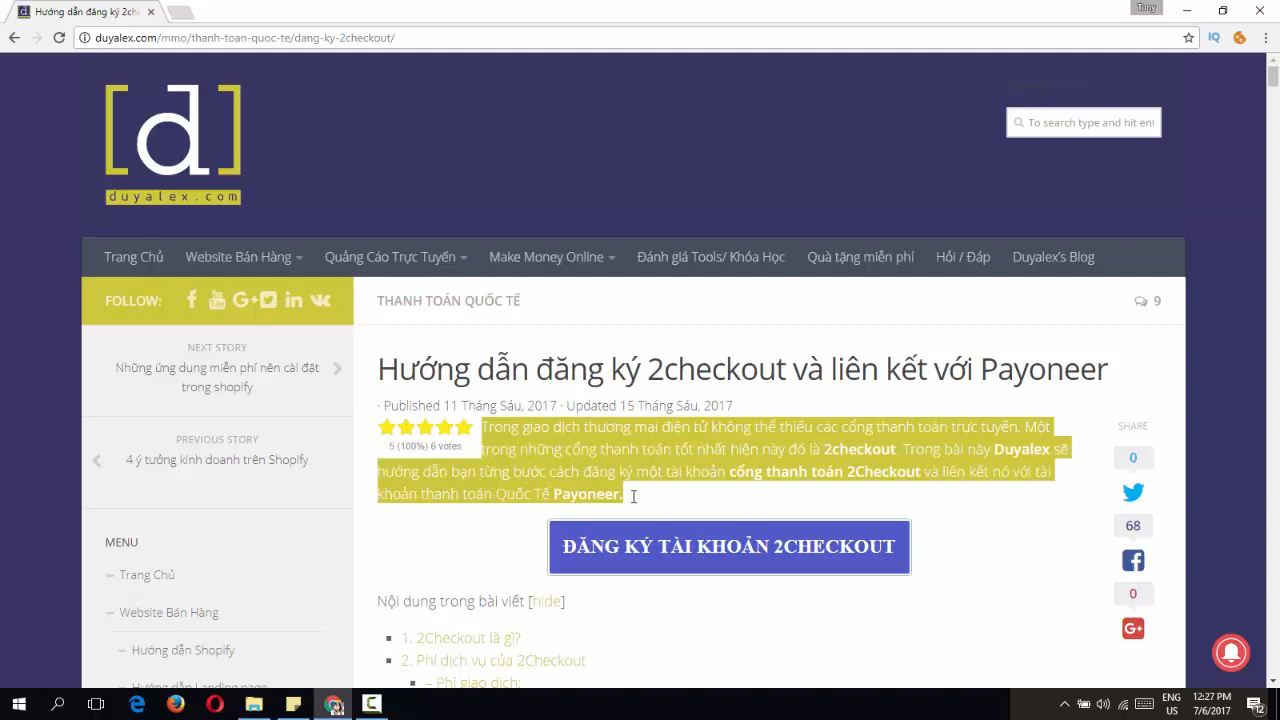 Hướng dẫn đăng ký 2ch
Tony
duyalex.com/mmo/thanh-toan-quoc-te/dang-ky-2checkout/
IQ
[d]
duyalex.com
To search type and hit ent
Trang Chủ
Website Bán Hàng
Quảng Cáo Trực Tuyến
Make Money Online
Đánh giá Tools/ Khóa Học
Quà tặng miễn phí
Hỏi / Đáp
Duyalex's Blog
FOLLOW:
THANH TOÁN QUỐC TẾ
9
NEXT STORY
Những ứng dung miễn phí nên cài đặt
trong shopify
PREVIOUS STORY
4 ý tưởng kinh doanh trên Shopify
MENU
Trang Chủ
Website Bán Hàng
Hướng dẫn Shopify
Hướng dẫn Landing page
Hướng dẫn đăng ký 2checkout và liên kết với Payoneer
· Published 11 Tháng Sáu, 2017 · Updated 15 Tháng Sáu, 2017
5 (100%) 6 votes
Trong giao dịch thương mại điện tử không thể thiếu các cổng thanh toán trực tuyến. Một
trong những cổng thanh toán tốt nhất hiện nay đó là 2checkout. Trong bài này Duyalex sẽ
hướng dẫn bạn từng bước cách đăng ký một tài khoản cổng thanh toán 2Checkout và liên kết nó với tài
khoản thanh toán Quốc Tế Payoneer.
ĐĂNG KÝ TÀI KHOẢN 2CHECKOUT
Nội dung trong bài viết [hide]
1. 2Checkout là gì?
2. Phí dịch vụ của 2Checkout
– Phí giao dịch:
SHARE
0
68
0
G+
ENG
US
12:27 PM
7/6/2017
12